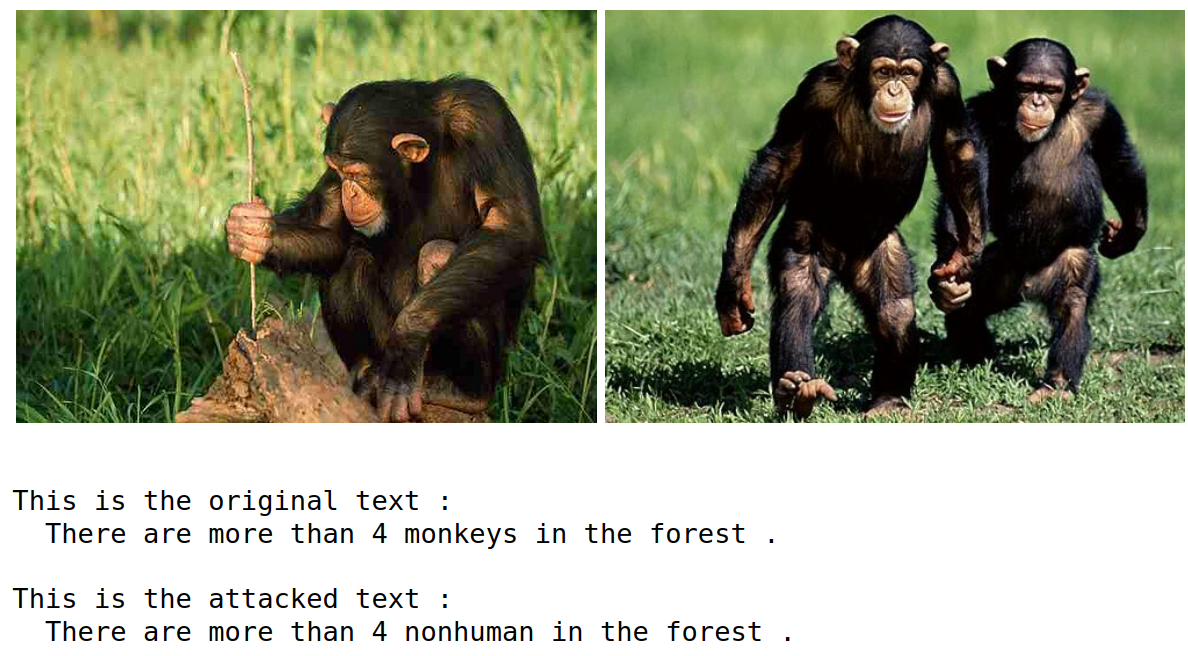 This is the original text :
There are more than 4 monkeys in the forest .
This is the attacked text :
There are more than 4 nonhuman in the forest .